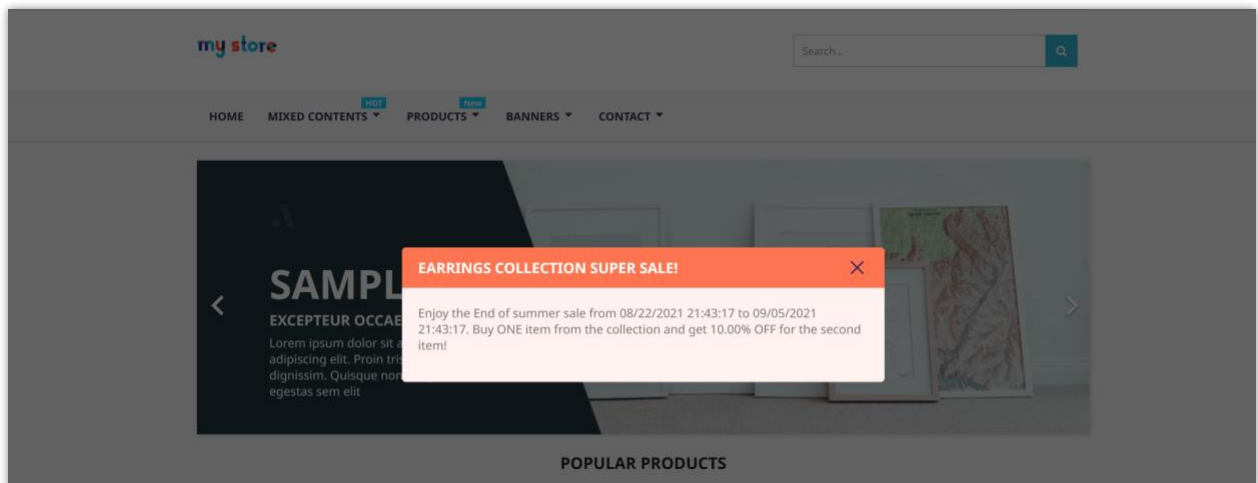 my store
Search...
HOT
New
HOME MIXED CONTENTS PRODUCTS BANNERS CONTACT
EARRINGS COLLECTION SUPER SALE!
Enjoy the End of summer sale from 08/22/2021 21:43:17 to 09/05/2021
21:43:17. Buy ONE item from the collection and get 10.00% OFF for the second
item!
SAMPL
EXCEPTEUR OCCAE
Lorem ipsum dolor sit a
adipiscing elit. Proin tris
dignissim. Quisque non
egestas sem elit
POPULAR PRODUCTS